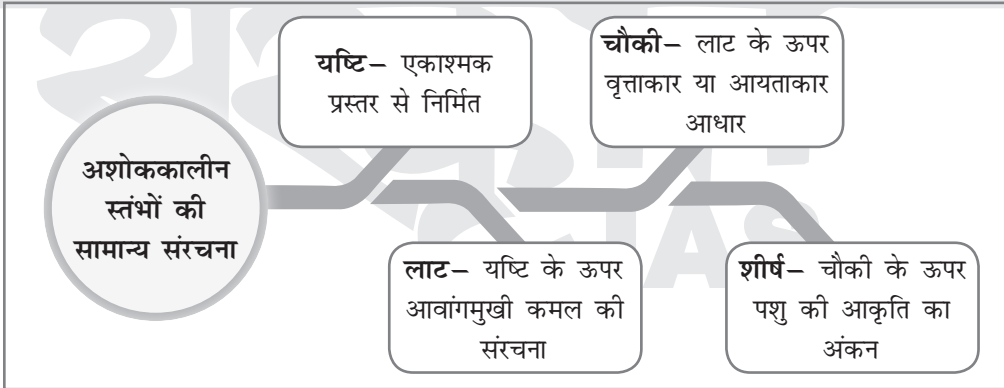 अशोककालीन
स्तंभों की
सामान्य संरचना
यष्टि– एकाश्मक
प्रस्तर से निर्मित
लाट– यष्टि के ऊपर
आवांगमुखी कमल की
संरचना
चौकी– लाट के ऊपर
वृत्ताकार या आयताकार
आधार
शीर्ष– चौकी के ऊपर
पशु की आकृति का
अंकन
IAS